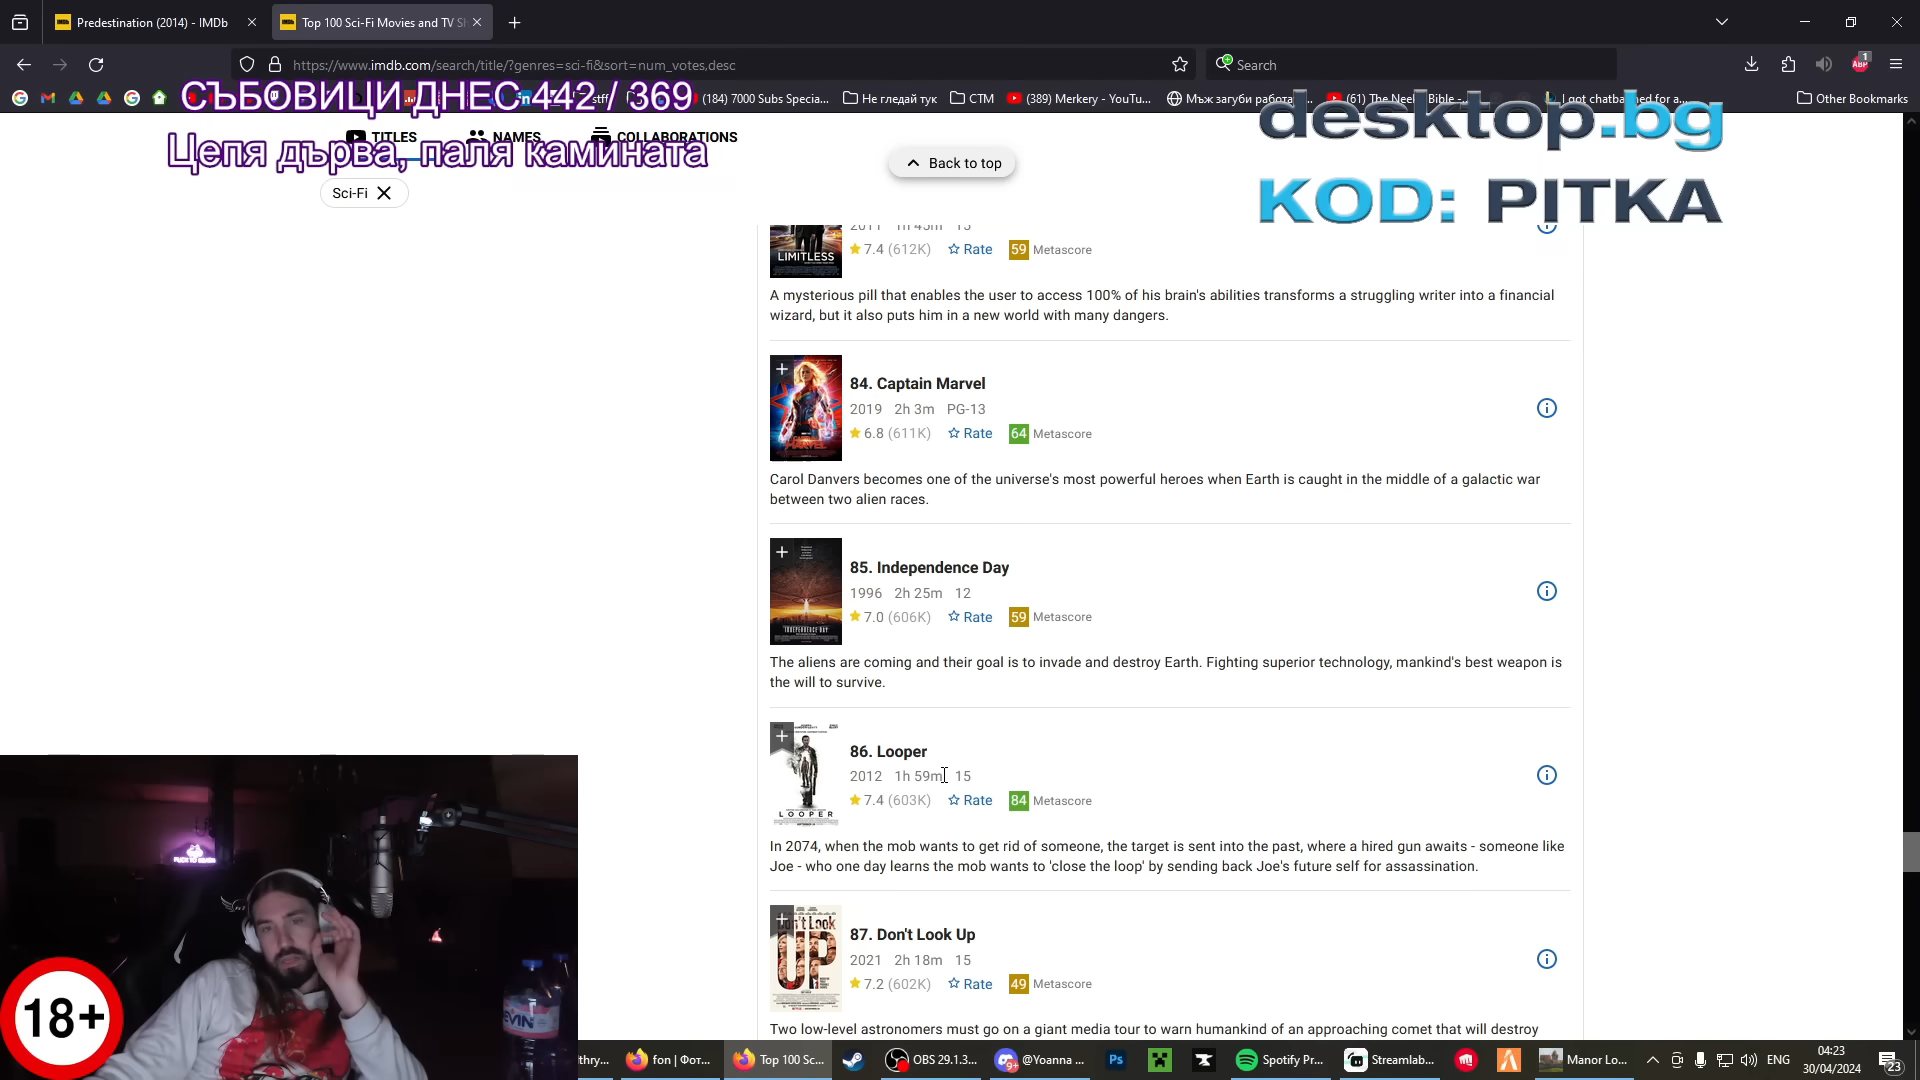 Predestination (2014) - IMDb
Top 100 Sci-Fi Movies and TV Sh
https://www.imdb.com/search/title/?genres=sci-fi&sort=num_votes,desc
Search
(184) 7000 Subs Specia...
Не гледай тук
СТМ
(389) Merkery - YouTu...
Мъж загуби работа
I got chatbanned for a...
Other Bookmarks
СЪБОВИЦИ ДНЕС 442 / 369
Цепя дърва, паля камината
desktop.bg
KOD: PITKA
TITLES
NAMES
COLLABORATIONS
Back to top
Sci-Fi
LIMITLESS
7.4 (612K) Rate 59 Metascore
A mysterious pill that enables the user to access 100% of his brain's abilities transforms a struggling writer into a financial
wizard, but it also puts him in a new world with many dangers.
84. Captain Marvel
2019 2h 3m PG-13
6.8 (611K) Rate 64 Metascore
Carol Danvers becomes one of the universe's most powerful heroes when Earth is caught in the middle of a galactic war
between two alien races.
85. Independence Day
1996 2h 25m 12
7.0 (606K) Rate 59 Metascore
The aliens are coming and their goal is to invade and destroy Earth. Fighting superior technology, mankind's best weapon is
the will to survive.
86. Looper
2012 1h 59m 15
7.4 (603K) Rate 84 Metascore
LOOPER
In 2074, when the mob wants to get rid of someone, the target is sent into the past, where a hired gun awaits - someone like
Joe - who one day learns the mob wants to 'close the loop' by sending back Joe's future self for assassination.
Don't Look
UP
87. Don't Look Up
2021 2h 18m 15
7.2 (602K) Rate 49 Metascore
Two low-level astronomers must go on a giant media tour to warn humankind of an approaching comet that will destroy
18+
thry...
fon | Фот...
Top 100 Sc...
OBS 29.1.3...
@Yoanna ...
Spotify Pr...
Streamlab...
Manor Lo...
ENG
04:23
30/04/2024
23